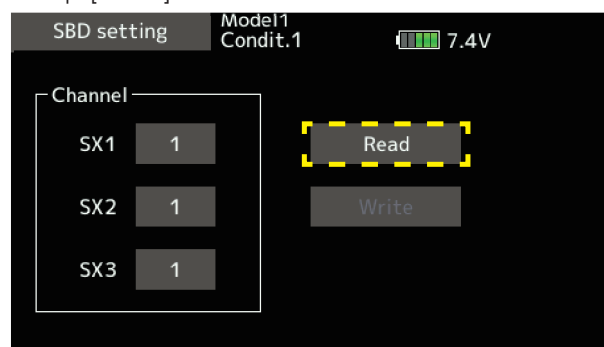 SBD setting
Model1
Condit.1
7.4V
Channel
SX1 1
Read
SX2 1
Write
SX3 1